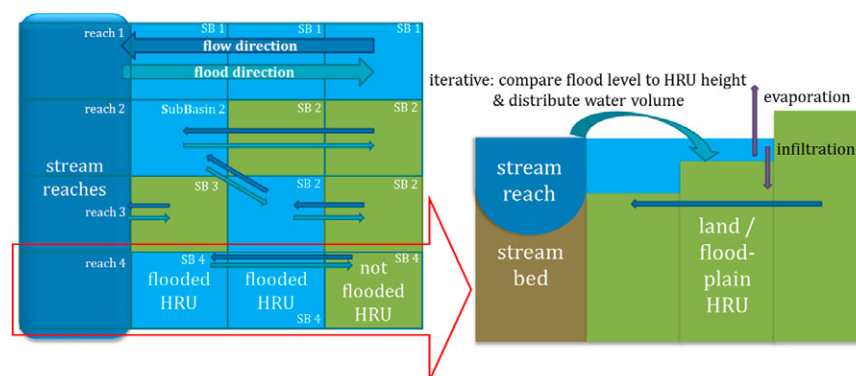 reach 1
SB 1
SB 1
SB 1
flow direction
flood direction
reach 2
SubBasin 2
SB 2
SB 2
stream
reaches
reach 3
SB 3
SB 2
SB 2
reach 4
SB 4
flooded
HRU
flooded
HRU
SB 4
not
SB 4
flooded
HRU
iterative: compare flood level to HRU height
& distribute water volume
evaporation
infiltration
stream
reach
stream
bed
land /
flood-
plain
HRU